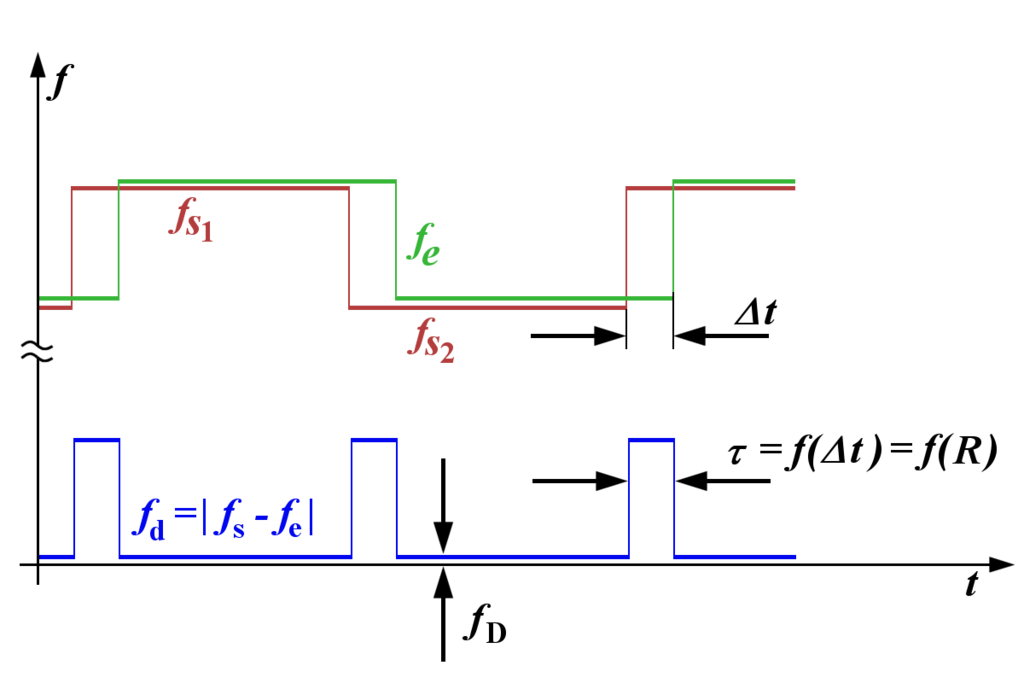 f
fs1
fe
Δt
fs2
τ = f(Δt) = f(R)
fd = | fs - fe |
t
fD